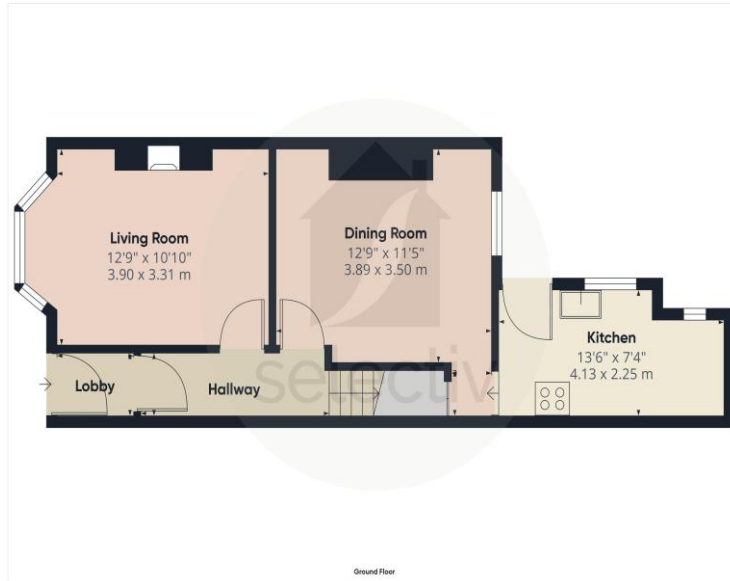 Living Room
12'9" x 10'10"
3.90 x 3.31 m
Dining Room
12'9" x 11'5"
3.89 x 3.50 m
Kitchen
13'6" x 7'4"
4.13 x 2.25 m
Lobby
Hallway
selectiv
Ground Floor